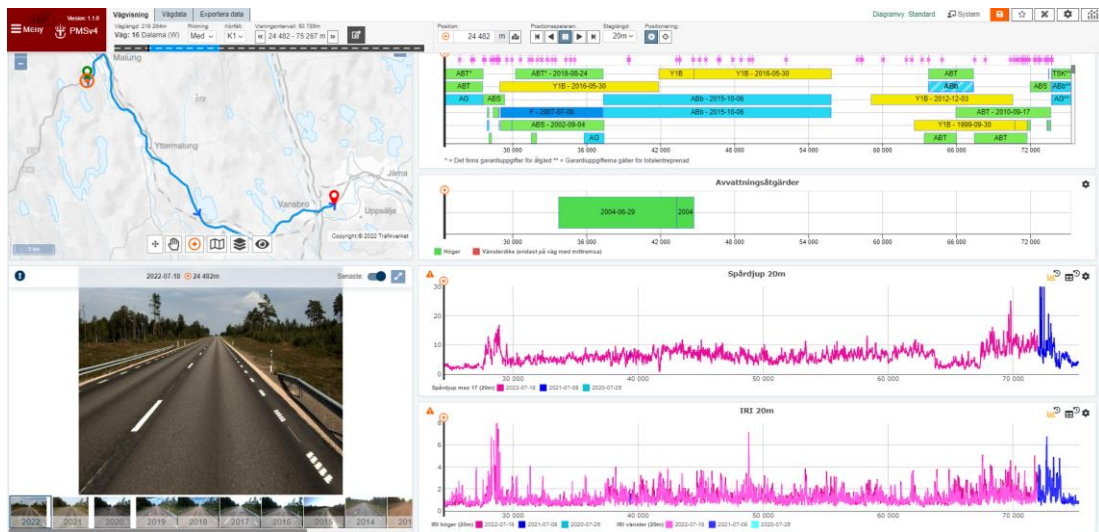 Meny
Version: 1.1.0
PMSv4
Vägvisning
Vägdata
Exportera data
Diagramvy: Standard
System
Väg: 16 Dalarna (W)
Riktning:
Med
Körfält:
K1
Visningsintervall: 50 785m
24 482 - 75 267 m
Position:
24 482 m
Positionsspelaren:
Steglängd:
20m
Positionering:
Malung
Yttermalung
Vansbro
Järna
Uppsälje
Copyright © 2022 Trafikverket
ABT* ABT* - 2018-08-24 Y1B Y1B - 2016-05-30 ABT TSK**
ABT Y1B - 2016-05-30 ABb ABS ABb**
AG ABS ABb - 2015-10-06 Y1B - 2012-12-03 AG**
F - 2007-07-06 ABb - 2015-10-06 ABT - 2010-09-17
ABS - 2002-09-04 Y1B - 1999-09-30
AG ABT ABT
30 000 36 000 42 000 48 000 54 000 60 000 66 000 72 000
* = Det finns garantiuppgifter för åtgärd ** = Garantiuppgifterna gäller för totalentreprenad
Avvattningsåtgärder
2004-06-29 2004
30 000 36 000 42 000 48 000 54 000 60 000 66 000 72 000
Höger Vänsterdike (endast på väg med mittremsa)
2022-07-18 24 482m
Senaste
2022 2021 2020 2019 2018 2017 2016 2015 2014 201
Spårdjup 20m
30
20
10
0
30 000 40 000 50 000 60 000 70 000
Spårdjup max 17 (20m) 2022-07-18 2021-07-08 2020-07-25
IRI 20m
8
6
4
2
0
30 000 40 000 50 000 60 000 70 000
IRI höger (20m) 2022-07-18 2021-07-08 2020-07-25 IRI vänster (20m) 2022-07-18 2021-07-08 2020-07-25